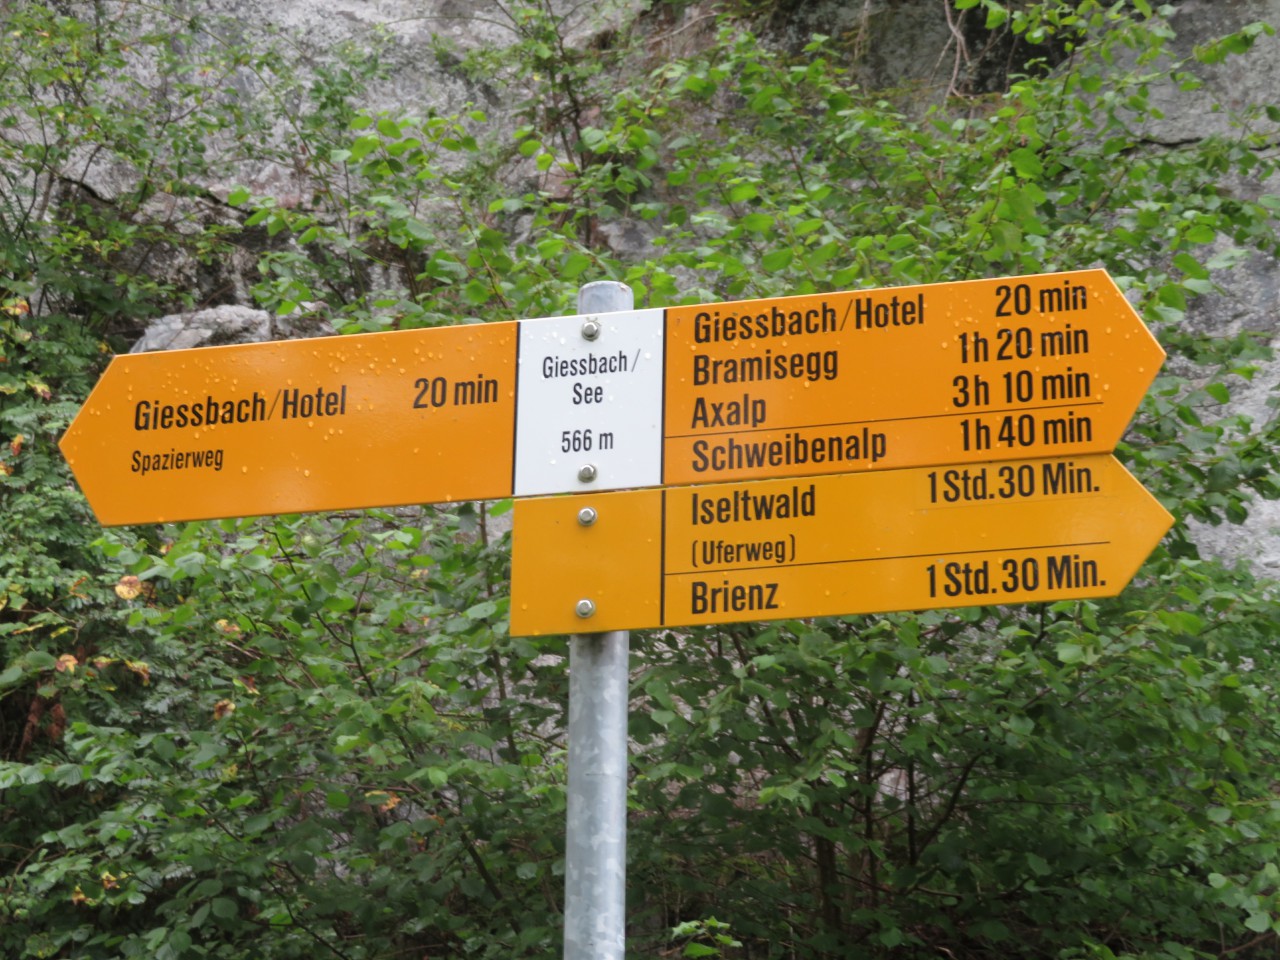 Giessbach/Hotel 20 min
Spazierweg
Giessbach/
See
566 m
Giessbach/Hotel 20 min
Bramisegg 1h 20 min
Axalp 3h 10 min
Schweibenalp 1h 40 min
Iseltwald 1 Std. 30 Min.
(Uferweg)
Brienz 1 Std. 30 Min.